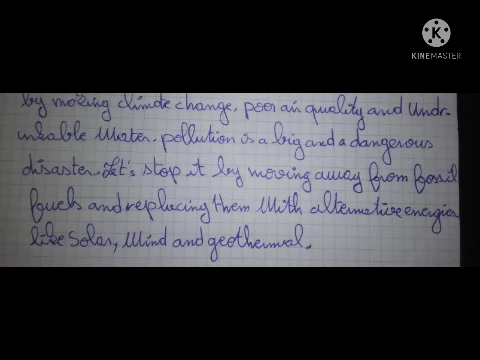 KINEMASTER
by making climate change, poor air quality and Undr-
inkable Water. pollution is a big and a dangerous
disaster. Let's stop it by moving away from fossil
fuels and replacing them With alternative energies
like Solar, Wind and geothermal.